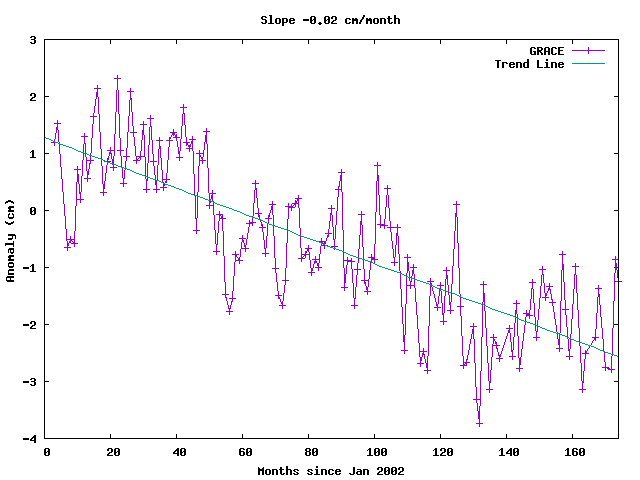 Slope -0.02 cm/month
GRACE
Trend Line
3
2
1
0
-1
-2
-3
-4
Anomaly (cm)
0 20 40 60 80 100 120 140 160
Months since Jan 2002